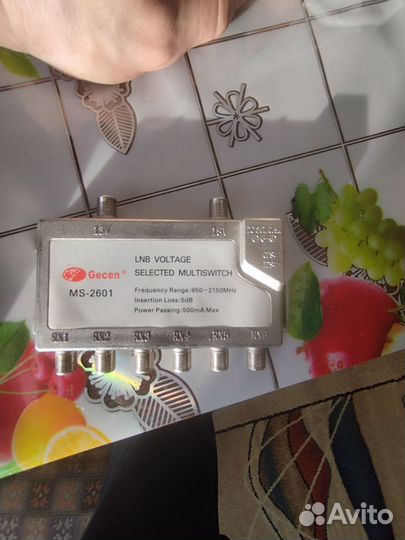 13V
18V
LNB VOLTAGE
SELECTED MULTISWITCH
Gecen®
MS-2601
Frequency Range: 950~2150MHz
Insertion Loss: 5dB
Power Passing: 500mA Max
RX1 RX2 RX3 RX4 RX5 RX6
Avito